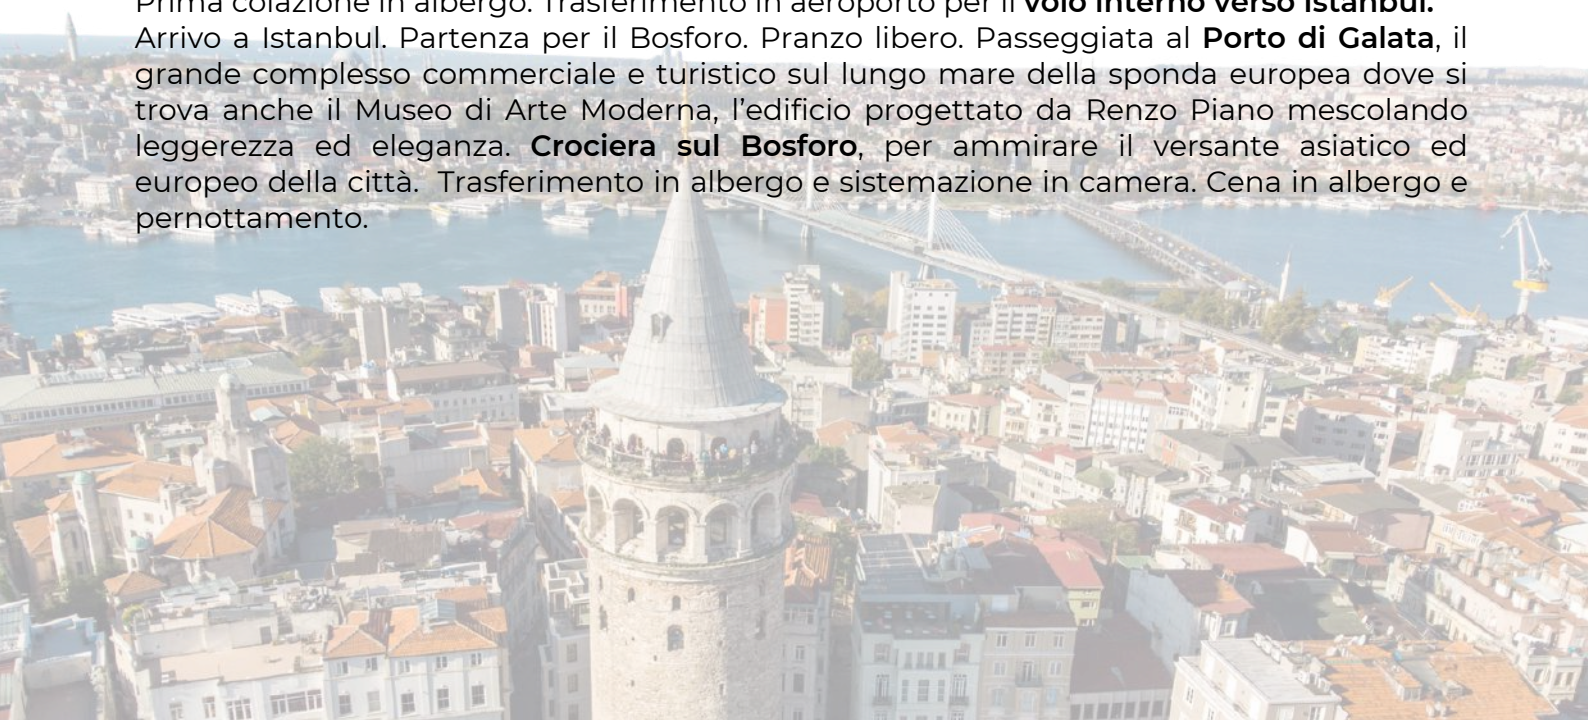 Prima colazione in albergo. Trasferimento in aeroporto per il volo interno verso Istanbul.
Arrivo a Istanbul. Partenza per il Bosforo. Pranzo libero. Passeggiata al Porto di Galata, il
grande complesso commerciale e turistico sul lungo mare della sponda europea dove si
trova anche il Museo di Arte Moderna, l’edificio progettato da Renzo Piano mescolando
leggerezza ed eleganza. Crociera sul Bosforo, per ammirare il versante asiatico ed
europeo della città.  Trasferimento in albergo e sistemazione in camera. Cena in albergo e
pernottamento.